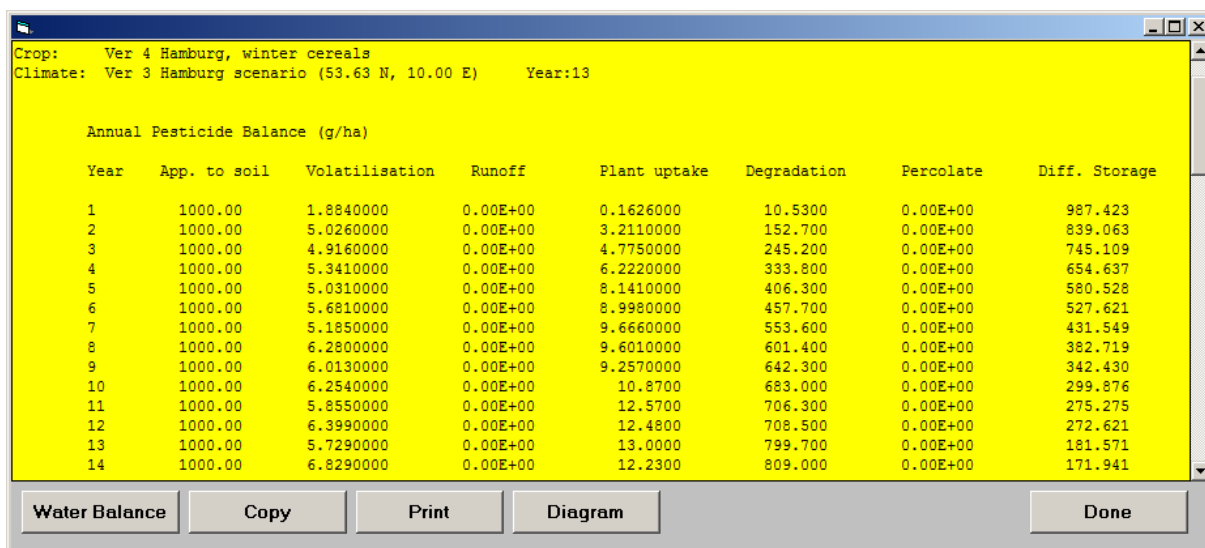 Crop: Ver 4 Hamburg, winter cereals
Climate: Ver 3 Hamburg scenario (53.63 N, 10.00 E) Year:13
Annual Pesticide Balance (g/ha)
Year App. to soil Volatilisation Runoff Plant uptake Degradation Percolate Diff. Storage
1 1000.00 1.8840000 0.00E+00 0.1626000 10.5300 0.00E+00 987.423
2 1000.00 5.0260000 0.00E+00 3.2110000 152.700 0.00E+00 839.063
3 1000.00 4.9160000 0.00E+00 4.7750000 245.200 0.00E+00 745.109
4 1000.00 5.3410000 0.00E+00 6.2220000 333.800 0.00E+00 654.637
5 1000.00 5.0310000 0.00E+00 8.1410000 406.300 0.00E+00 580.528
6 1000.00 5.6810000 0.00E+00 8.9980000 457.700 0.00E+00 527.621
7 1000.00 5.1850000 0.00E+00 9.6660000 553.600 0.00E+00 431.549
8 1000.00 6.2800000 0.00E+00 9.6010000 601.400 0.00E+00 382.719
9 1000.00 6.0130000 0.00E+00 9.2570000 642.300 0.00E+00 342.430
10 1000.00 6.2540000 0.00E+00 10.8700 683.000 0.00E+00 299.876
11 1000.00 5.8550000 0.00E+00 12.5700 706.300 0.00E+00 275.275
12 1000.00 6.3990000 0.00E+00 12.4800 708.500 0.00E+00 272.621
13 1000.00 5.7290000 0.00E+00 13.0000 799.700 0.00E+00 181.571
14 1000.00 6.8290000 0.00E+00 12.2300 809.000 0.00E+00 171.941
Water Balance Copy Print Diagram Done